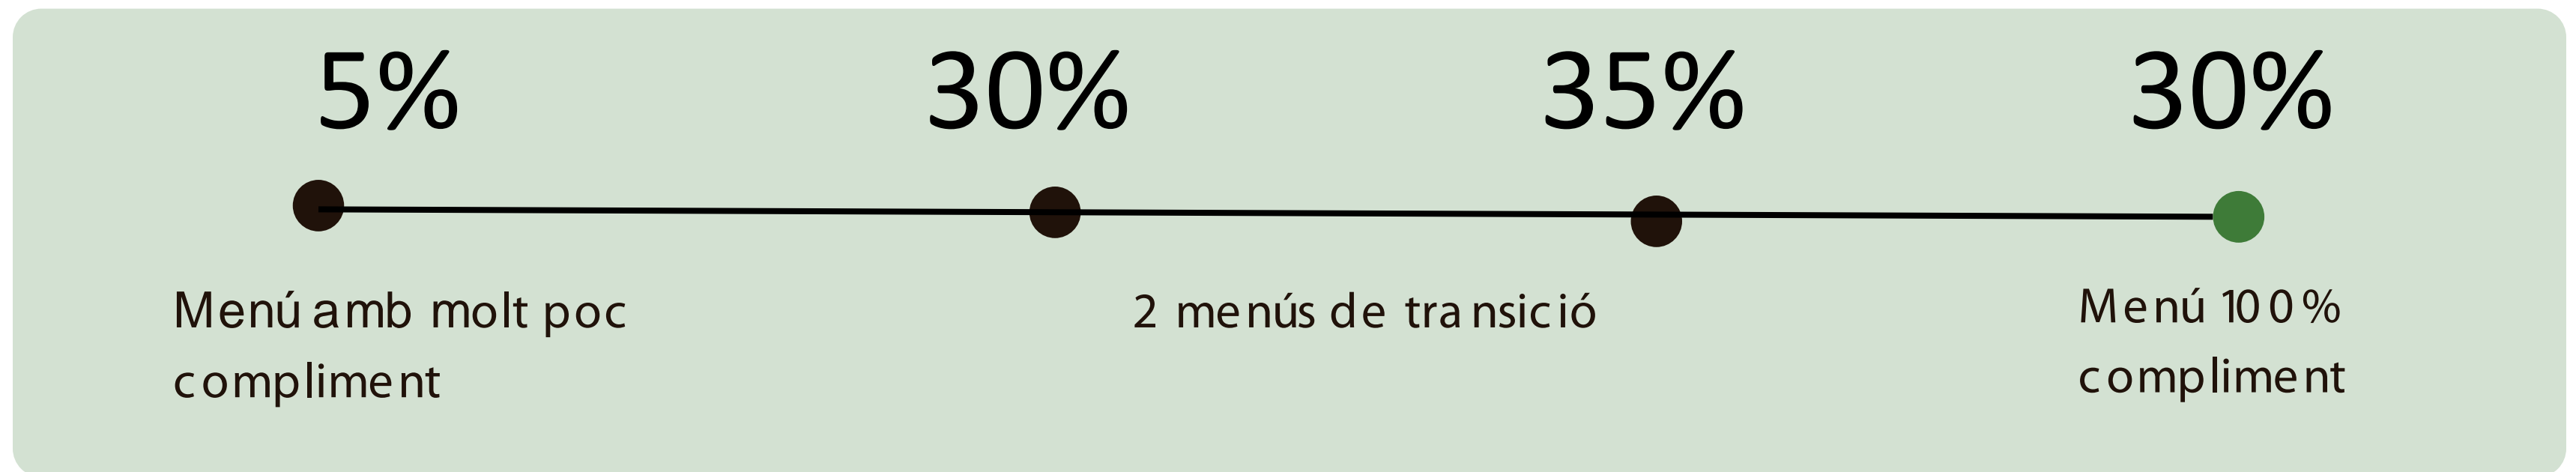 5% 30% 35% 30%
Menú amb molt poc
compliment
2 menús de transició
Menú 100%
compliment